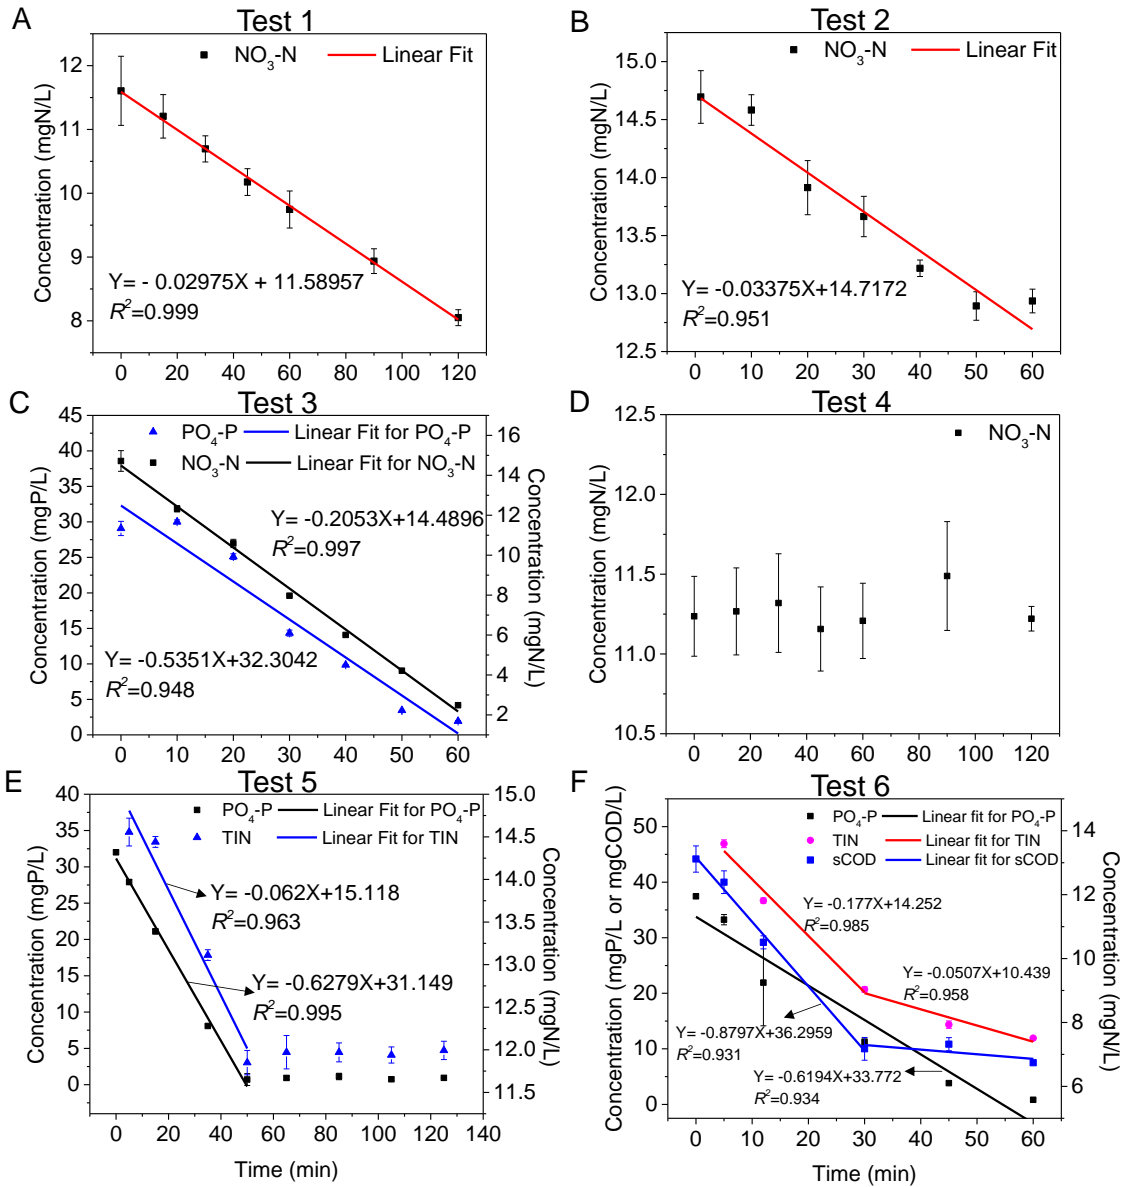 A
Test 1
NO3-N Linear Fit
Concentration (mgN/L)
12
11
10
9
8
Y= - 0.02975X + 11.58957
R2=0.999
0 20 40 60 80 100 120
B
Test 2
NO3-N Linear Fit
Concentration (mgN/L)
15.0
14.5
14.0
13.5
13.0
12.5
Y= -0.03375X+14.7172
R2=0.951
0 10 20 30 40 50 60
C
Test 3
PO4-P Linear Fit for PO4-P
NO3-N Linear Fit for NO3-N
Concentration (mgP/L)
45
40
35
30
25
20
15
10
5
0
Y= -0.2053X+14.4896
R2=0.997
Y= -0.5351X+32.3042
R2=0.948
16
14
12
10
8
6
4
2
Concentration (mgN/L)
0 10 20 30 40 50 60
D
Test 4
NO3-N
Concentration (mgN/L)
12.5
12.0
11.5
11.0
10.5
0 20 40 60 80 100 120
E
Test 5
PO4-P Linear Fit for PO4-P
TIN Linear Fit for TIN
Concentration (mgP/L)
40
35
30
25
20
15
10
5
0
Y= -0.062X+15.118
R2=0.963
Y= -0.6279X+31.149
R2=0.995
15.0
14.5
14.0
13.5
13.0
12.5
12.0
11.5
Concentration (mgN/L)
0 20 40 60 80 100 120 140
Time (min)
F
Test 6
PO4-P Linear fit for PO4-P
TIN Linear fit for TIN
sCOD Linear fit for sCOD
Concentration (mgP/L or mgCOD/L)
50
40
30
20
10
0
Y= -0.177X+14.252
R2=0.985
Y= -0.0507X+10.439
R2=0.958
Y= -0.8797X+36.2959
R2=0.931
Y= -0.6194X+33.772
R2=0.934
14
12
10
8
6
Concentration (mgN/L)
0 10 20 30 40 50 60
Time (min)